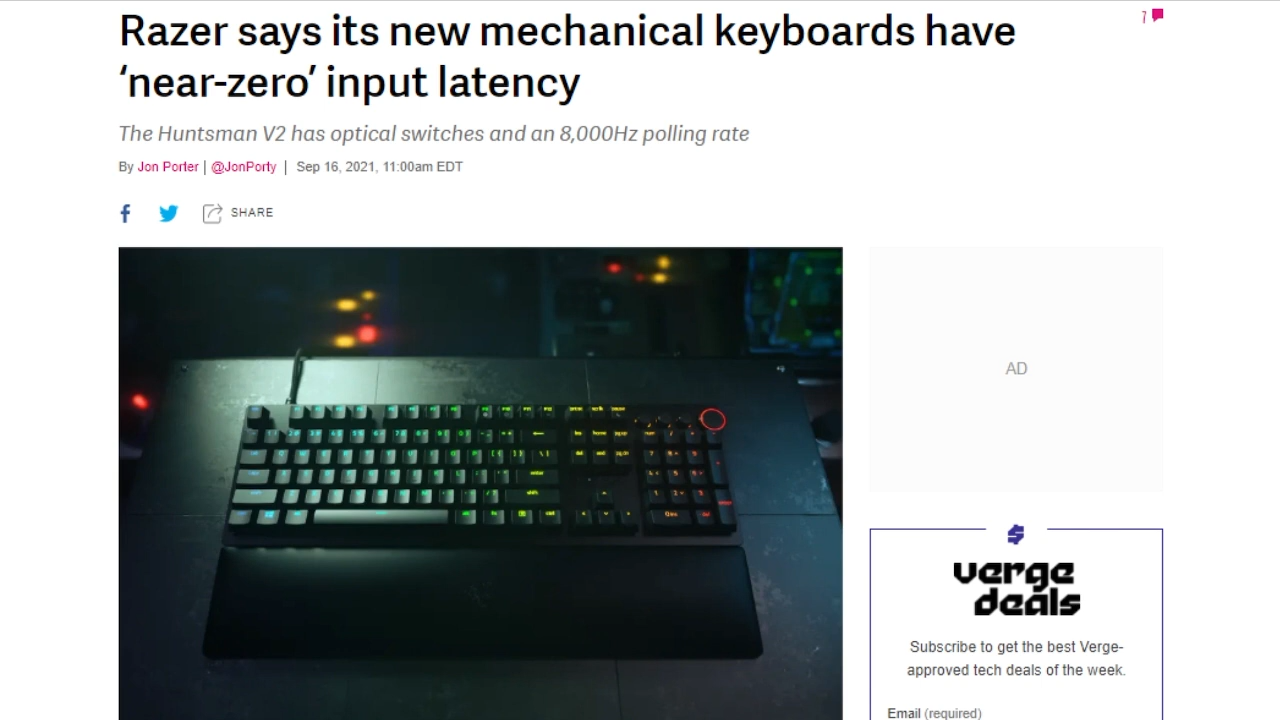 Razer says its new mechanical keyboards have
‘near-zero’ input latency
7
The Huntsman V2 has optical switches and an 8,000Hz polling rate
By Jon Porter | @JonPorty | Sep 16, 2021, 11:00am EDT
SHARE
AD
verge
deals
Subscribe to get the best Verge-
approved tech deals of the week.
Email (required)